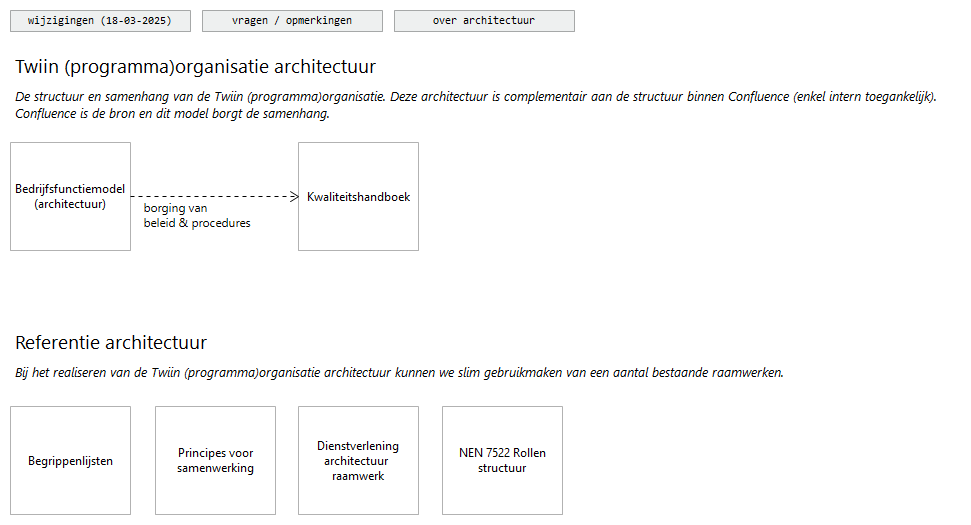 wijzigingen (18-03-2025)
vragen / opmerkingen
over architectuur
Twiin (programma)organisatie architectuur
De structuur en samenhang van de Twiin (programma)organisatie. Deze architectuur is complementair aan de structuur binnen Confluence (enkel intern toegankelijk).
Confluence is de bron en dit model borgt de samenhang.
Bedrijfsfunctiemodel
(architectuur)
borging van
beleid & procedures
Kwaliteitshandboek
Referentie architectuur
Bij het realiseren van de Twiin (programma)organisatie architectuur kunnen we slim gebruikmaken van een aantal bestaande raamwerken.
Begrippenlijsten
Principes voor
samenwerking
Dienstverlening
architectuur
raamwerk
NEN 7522 Rollen
structuur